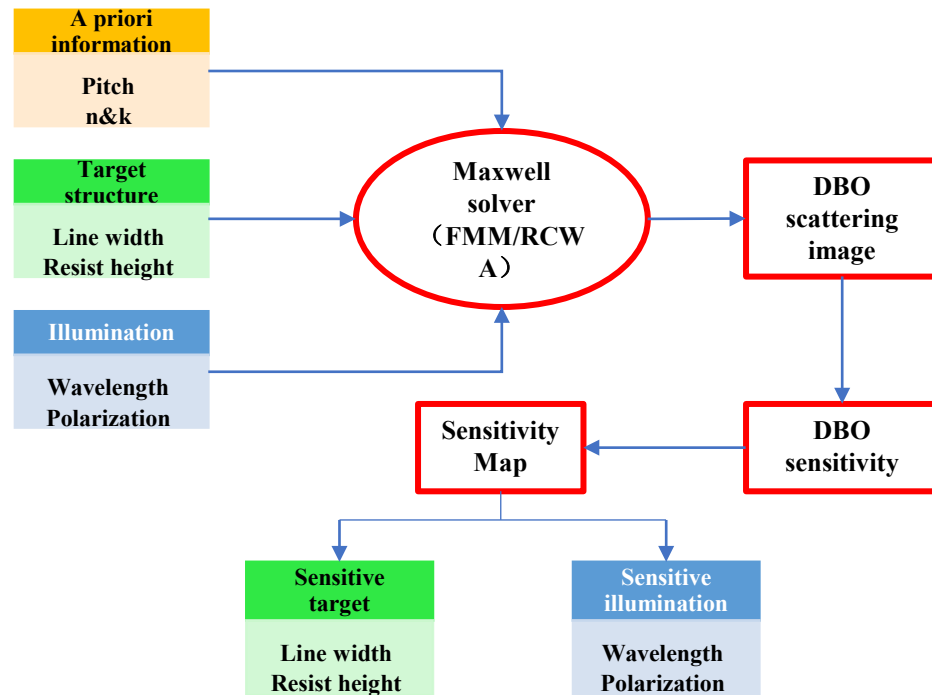 A priori
information
Pitch
n&k
Target
structure
Line width
Resist height
Illumination
Wavelength
Polarization
Maxwell
solver
（FMM/RCW
A）
DBO
scattering
image
DBO
sensitivity
Sensitivity
Map
Sensitive
target
Line width
Resist height
Sensitive
illumination
Wavelength
Polarization